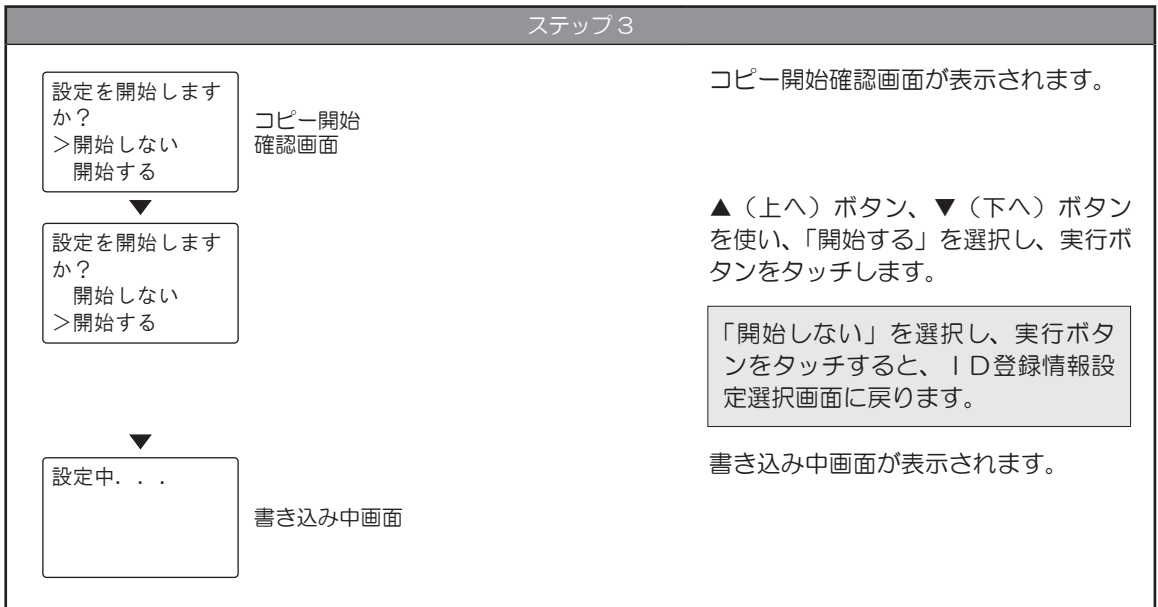 ステップ３
設定を開始します
か？
＞開始しない
　開始する
コピー開始
確認画面
コピー開始確認画面が表示されます。
▼
設定を開始します
か？
　開始しない
＞開始する
▲（上へ）ボタン、▼（下へ）ボタン
を使い、「開始する」を選択し、実行ボ
タンをタッチします。
「開始しない」を選択し、実行ボタ
ンをタッチすると、ＩＤ登録情報設
定選択画面に戻ります。
▼
設定中．．．
書き込み中画面
書き込み中画面が表示されます。